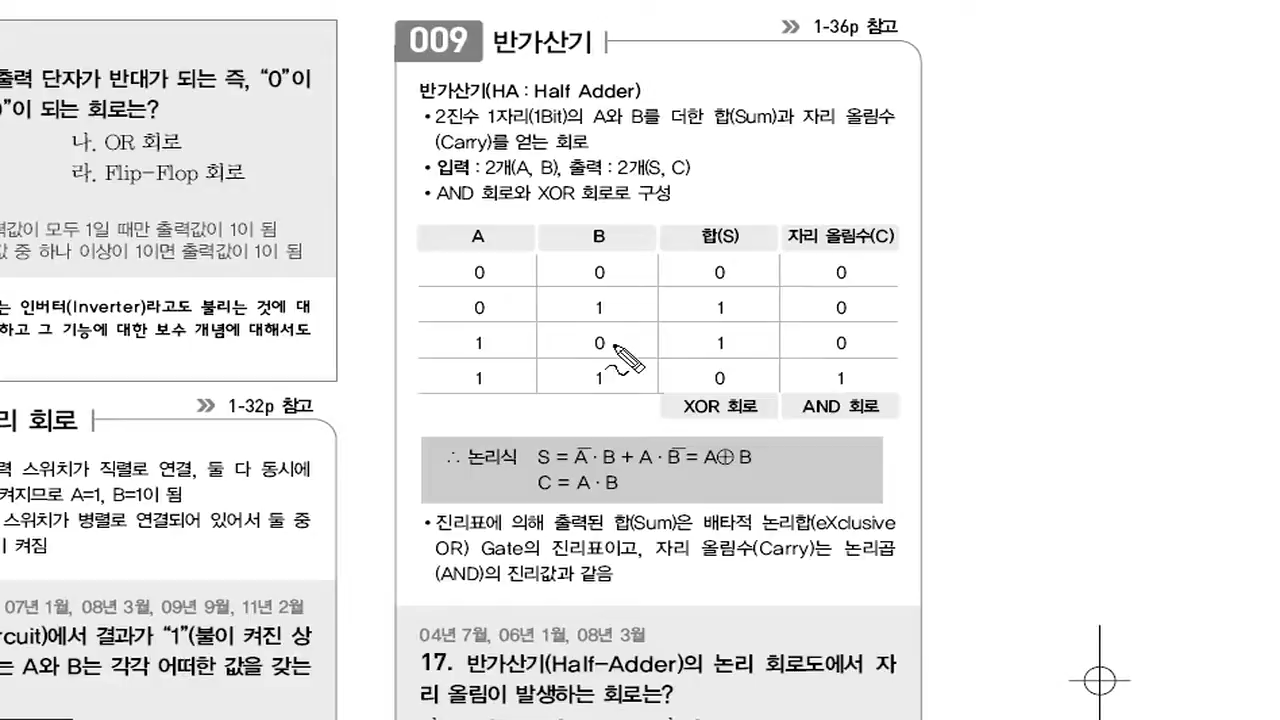 출력 단자가 반대가 되는 즉, “0”이
”이 되는 회로는?
나. OR 회로
라. Flip-Flop 회로
력값이 모두 1일 때만 출력값이 1이 됨
값 중 하나 이상이 1이면 출력값이 1이 됨
는 인버터(Inverter)라고도 불리는 것에 대
하고 그 기능에 대한 보수 개념에 대해서도
1-32p 참고
리 회로
력 스위치가 직렬로 연결, 둘 다 동시에
켜지므로 A=1, B=1이 됨
스위치가 병렬로 연결되어 있어서 둘 중
켜짐
07년 1월, 08년 3월, 09년 9월, 11년 2월
rcuit)에서 결과가 “1”(불이 켜진 상
는 A와 B는 각각 어떠한 값을 갖는
1-36p 참고
009 반가산기
반가산기(HA : Half Adder)
• 2진수 1자리(1Bit)의 A와 B를 더한 합(Sum)과 자리 올림수
(Carry)를 얻는 회로
• 입력 : 2개(A, B), 출력 : 2개(S, C)
• AND 회로와 XOR 회로로 구성
A B 합(S) 자리 올림수(C)
0 0 0 0
0 1 1 0
1 0 1 0
1 1 0 1
XOR 회로 AND 회로
∴ 논리식 S = A̅ · B + A · B̅ = A⊕B
C = A · B
• 진리표에 의해 출력된 합(Sum)은 배타적 논리합(eXclusive
OR) Gate의 진리표이고, 자리 올림수(Carry)는 논리곱
(AND)의 진리값과 같음
04년 7월, 06년 1월, 08년 3월
17. 반가산기(Half-Adder)의 논리 회로도에서 자
리 올림이 발생하는 회로는?